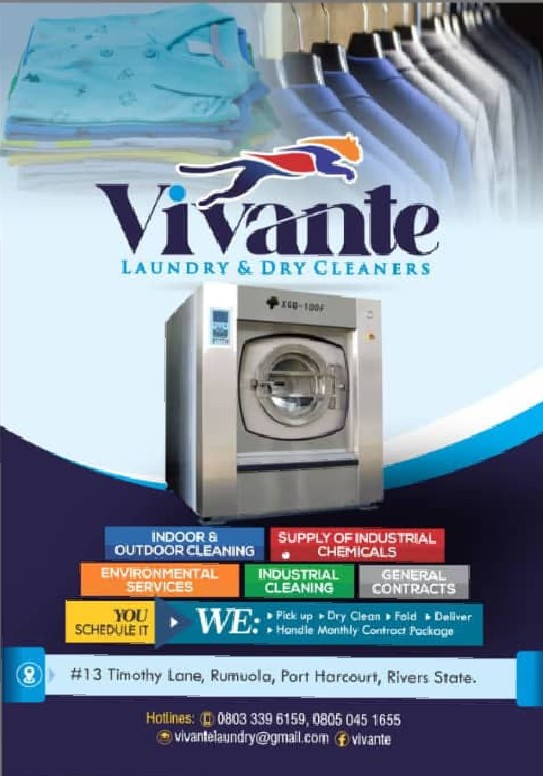 Vivante
LAUNDRY & DRY CLEANERS
XGQ-100F
INDOOR &
OUTDOOR CLEANING
SUPPLY OF INDUSTRIAL
CHEMICALS
ENVIRONMENTAL
SERVICES
INDUSTRIAL
CLEANING
GENERAL
CONTRACTS
YOU
SCHEDULE IT
WE:
Pick up Dry Clean Fold Deliver
Handle Monthly Contract Package
#13 Timothy Lane, Rumuola, Port Harcourt, Rivers State.
Hotlines: 0803 339 6159, 0805 045 1655
vivantelaundry@gmail.com f vivante